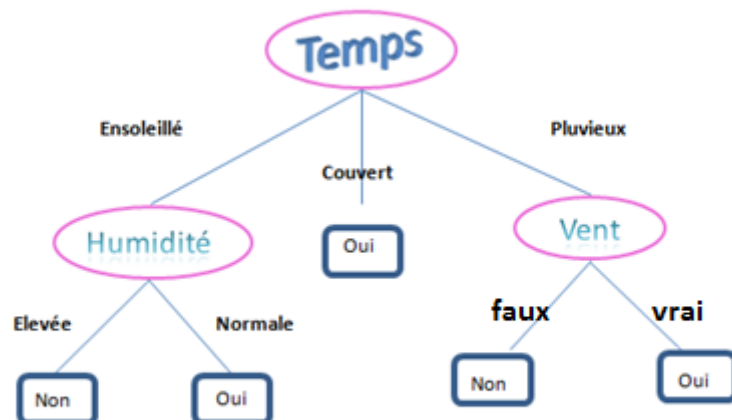 Temps
Ensoleillé
Pluvieux
Couvert
Humidité
Oui
Vent
Elevée
Normale
faux
vrai
Non
Oui
Non
Oui